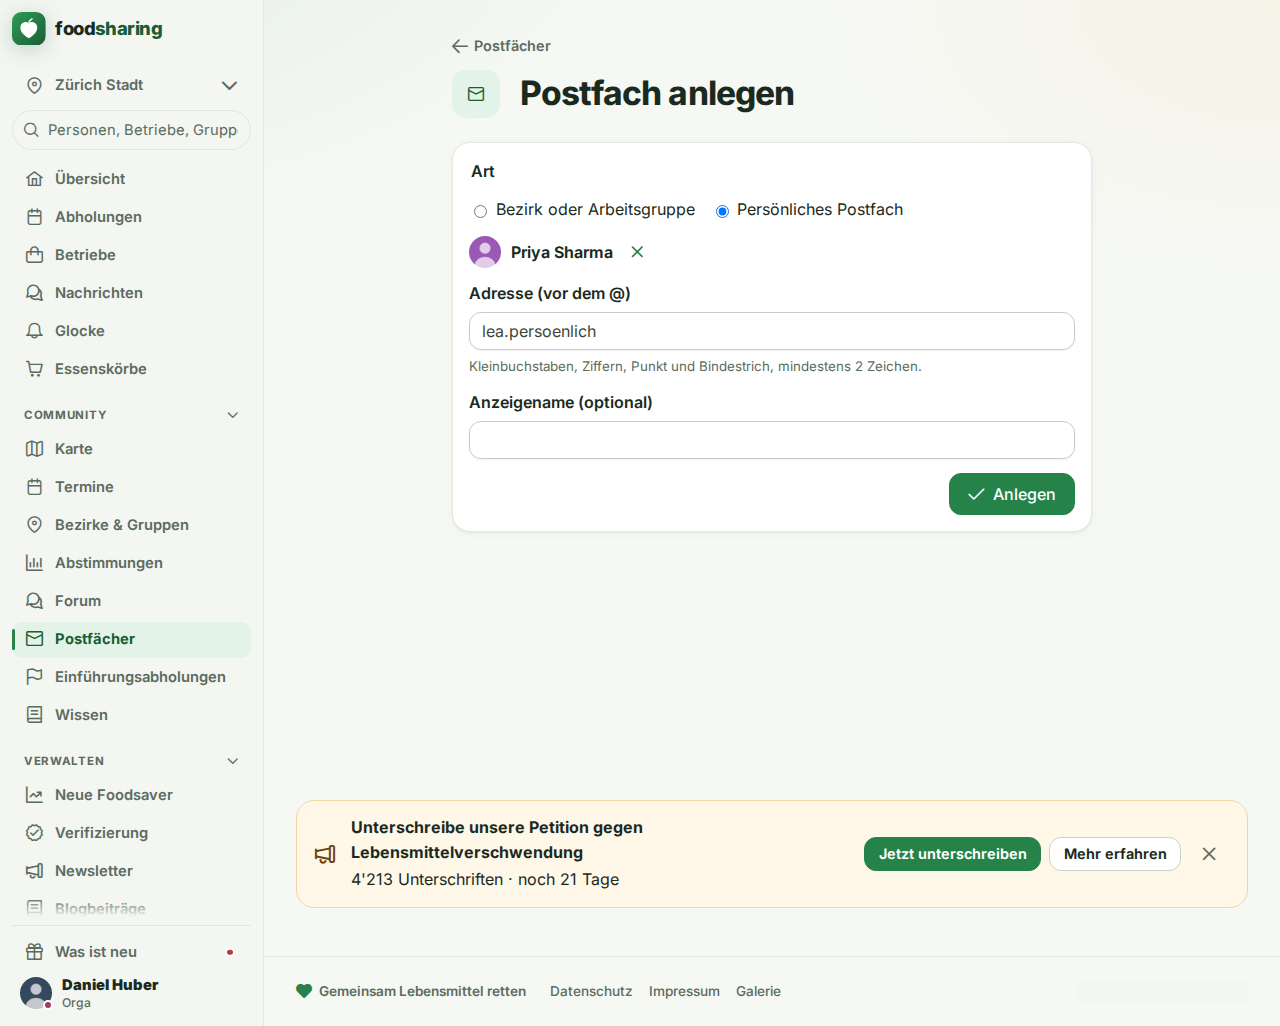 foodsharing
Zürich Stadt
Personen, Betriebe, Grupp
Übersicht
Abholungen
Betriebe
Nachrichten
Glocke
Essenskörbe
COMMUNITY
Karte
Termine
Bezirke & Gruppen
Abstimmungen
Forum
Postfächer
Einführungsabholungen
Wissen
VERWALTEN
Neue Foodsaver
Verifizierung
Newsletter
Blogbeiträge
Was ist neu
Daniel Huber
Orga
Postfächer
Postfach anlegen
Art
Bezirk oder Arbeitsgruppe Persönliches Postfach
Priya Sharma
Adresse (vor dem @)
lea.persoenlich
Kleinbuchstaben, Ziffern, Punkt und Bindestrich, mindestens 2 Zeichen.
Anzeigename (optional)
Anlegen
Unterschreibe unsere Petition gegen
Lebensmittelverschwendung
4'213 Unterschriften · noch 21 Tage
Jetzt unterschreiben Mehr erfahren
Gemeinsam Lebensmittel retten Datenschutz Impressum Galerie